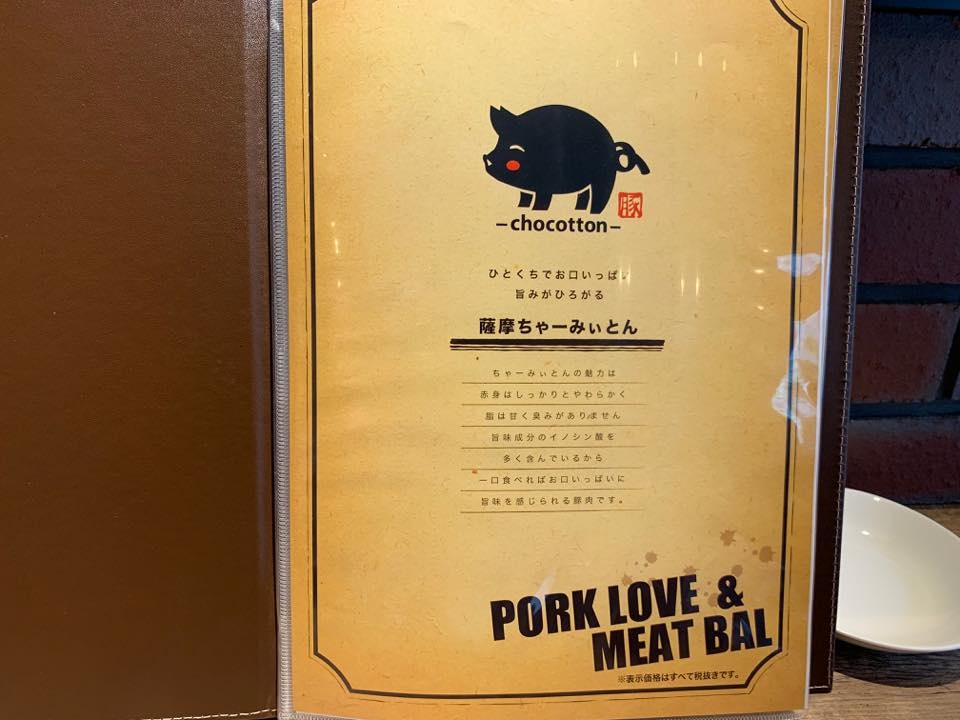 豚
–chocotton–
ひとくちでお口いっぱい
旨みがひろがる
薩摩ちゃーみぃとん
ちゃーみぃとんの魅力は
赤身はしっかりとやわらかく
脂は甘く臭みがありません
旨味成分のイノシン酸を
多く含んでいるから
一口食べればお口いっぱいに
旨味を感じられる豚肉です。
PORK LOVE &
MEAT BAL
※表示価格はすべて税抜きです。